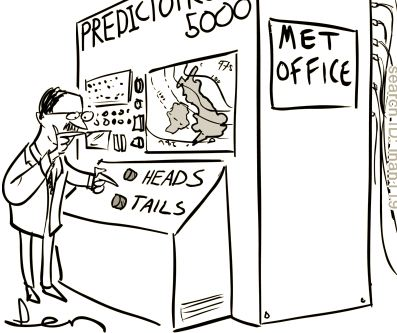 5000
MET
OFFICE
HEADS
TAILS